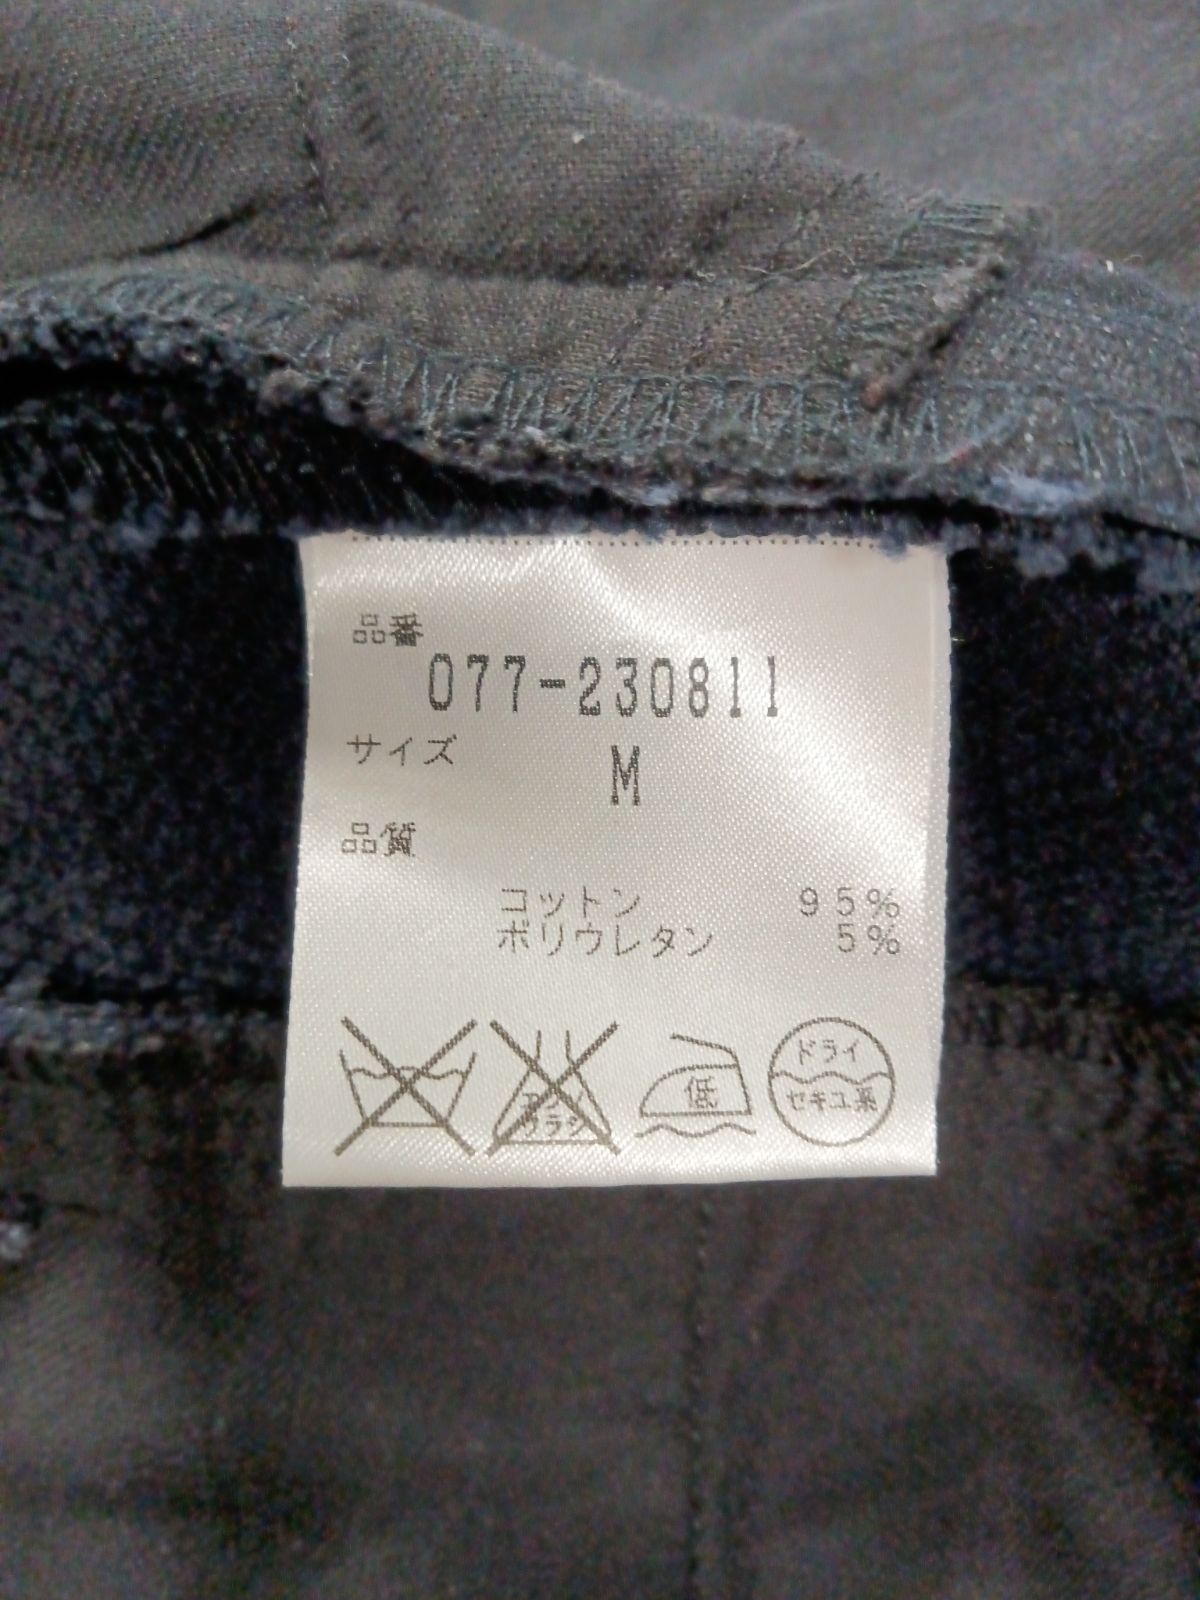 品番
077-230811
サイズ M
品質
コットン 95%
ポリウレタン 5%
エンソ
サラシ
低
ドライ
セキユ系